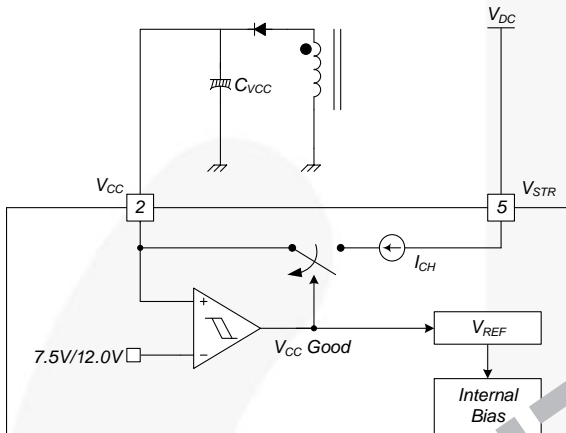 V_DC
C_VCC
V_CC
V_STR
2
5
I_CH
+
7.5V/12.0V
−
V_CC Good
V_REF
Internal
Bias